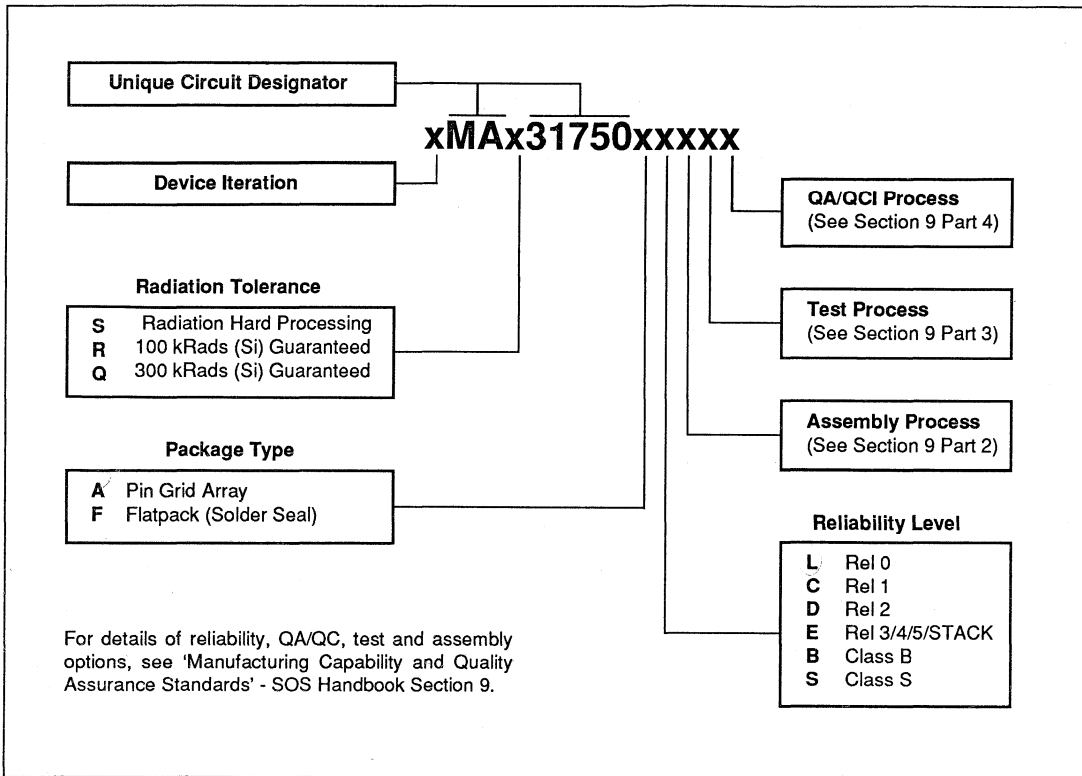 Unique Circuit Designator
xMAx31750xxxxx
Device Iteration
QA/QCI Process
(See Section 9 Part 4)
Radiation Tolerance
S Radiation Hard Processing
R 100 kRads (Si) Guaranteed
Q 300 kRads (Si) Guaranteed
Test Process
(See Section 9 Part 3)
Assembly Process
(See Section 9 Part 2)
Package Type
A Pin Grid Array
F Flatpack (Solder Seal)
Reliability Level
L Rel 0
C Rel 1
D Rel 2
E Rel 3/4/5/STACK
B Class B
S Class S
For details of reliability, QA/QC, test and assembly
options, see ‘Manufacturing Capability and Quality
Assurance Standards’ - SOS Handbook Section 9.